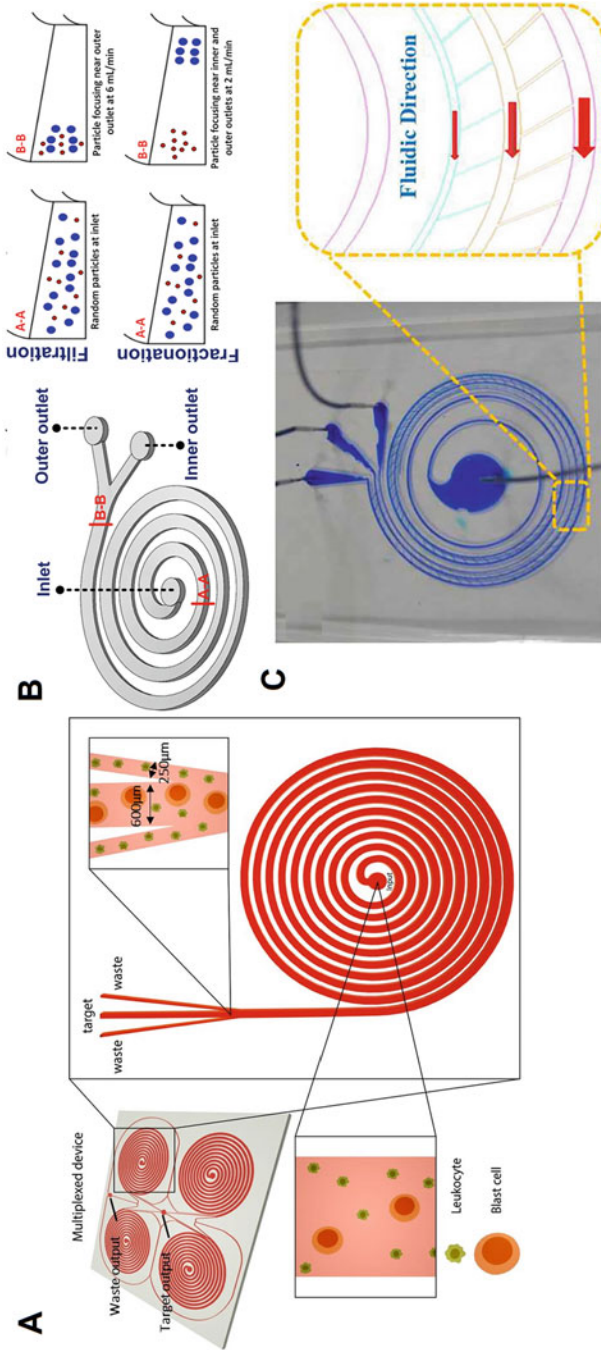 A
Multiplexed device
Waste output
Target output
waste
target
waste
600μm
250μm
Input
Leukocyte
Blast cell
B
Inlet
Outer outlet
Inner outlet
B-B
A-A
Filtration
A-A
Random particles at inlet
B-B
Particle focusing near outer
outlet at 6 mL/min
Fractionation
A-A
Random particles at inlet
B-B
Particle focusing near inner and
outer outlets at 2 mL/min
C
Fluidic Direction